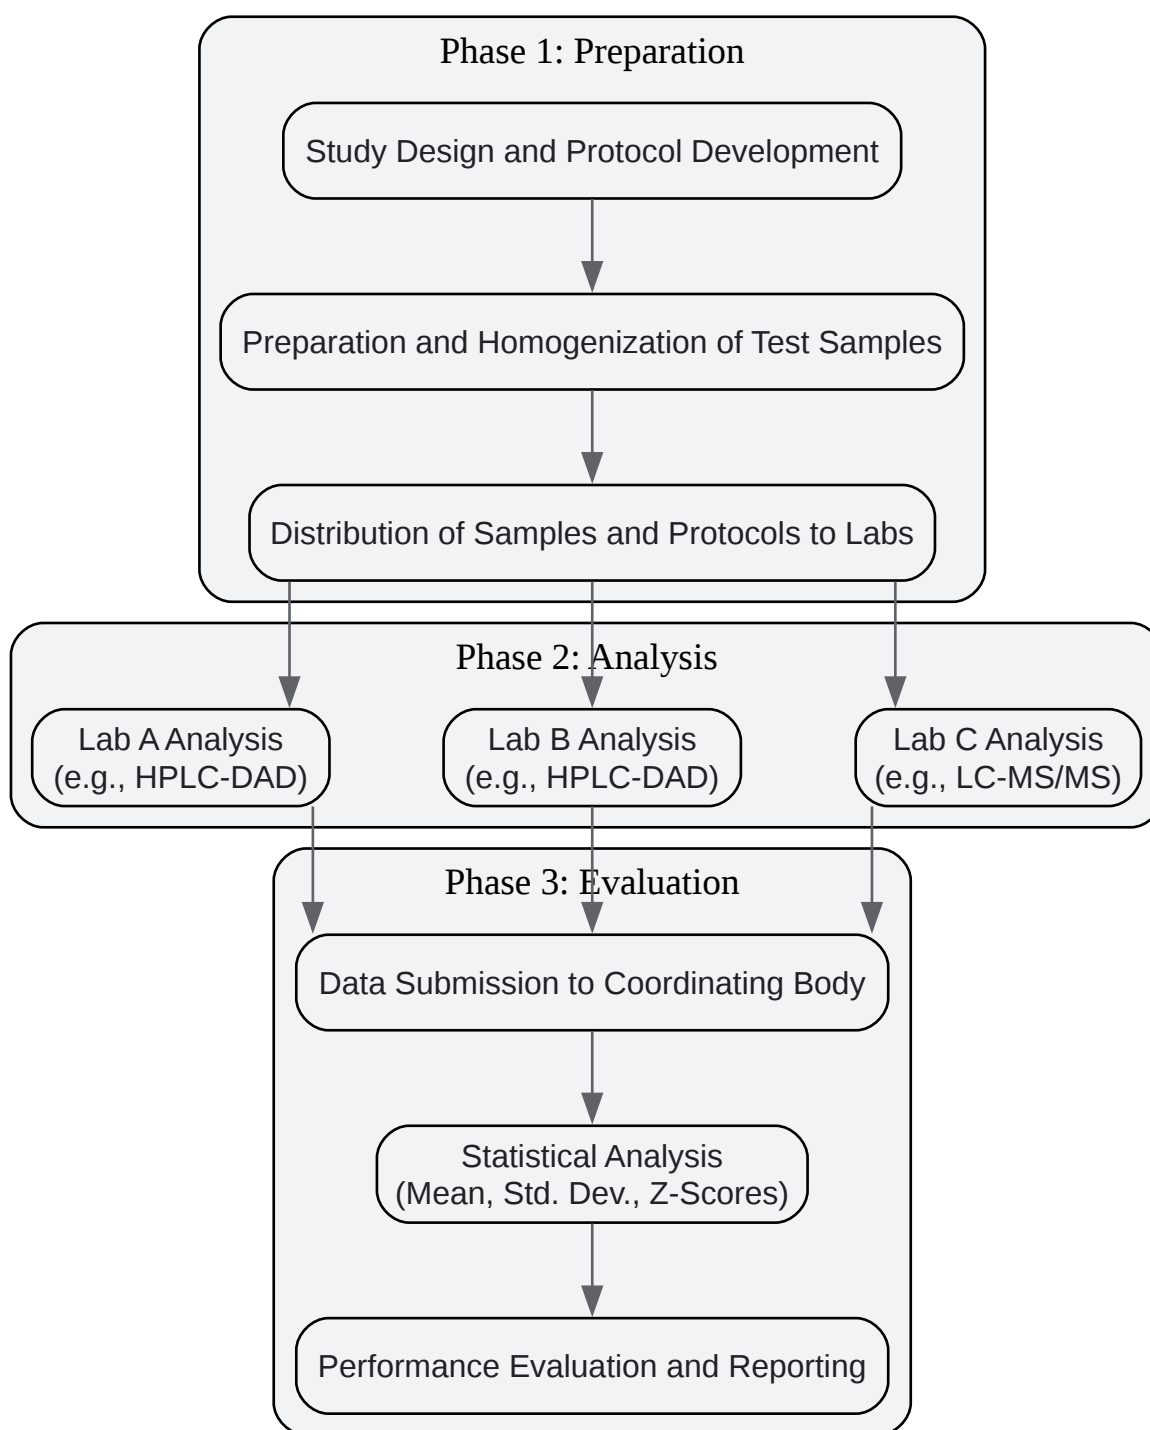 Phase 1: Preparation
Study Design and Protocol Development
Preparation and Homogenization of Test Samples
Distribution of Samples and Protocols to Labs
Phase 2: Analysis
Lab A Analysis
(e.g., HPLC-DAD)
Lab B Analysis
(e.g., HPLC-DAD)
Lab C Analysis
(e.g., LC-MS/MS)
Phase 3: Evaluation
Data Submission to Coordinating Body
Statistical Analysis
(Mean, Std. Dev., Z-Scores)
Performance Evaluation and Reporting